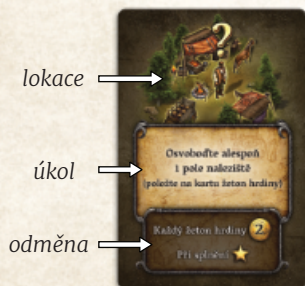 ?
lokace
úkol
Osvoboďte alespoň
1 pole naleziště
(položte na kartu žeton hrdiny)
odměna
Každý žeton hrdiny 2
Při splnění